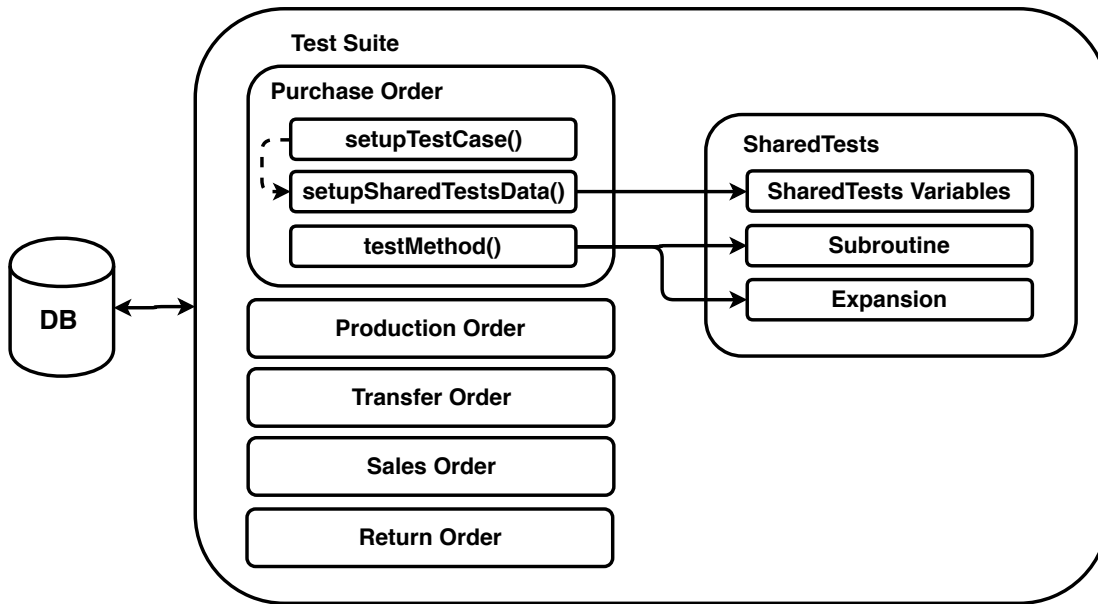 Test Suite
Purchase Order
setupTestCase()
setupSharedTestsData()
testMethod()
SharedTests
SharedTests Variables
Subroutine
Expansion
DB
Production Order
Transfer Order
Sales Order
Return Order